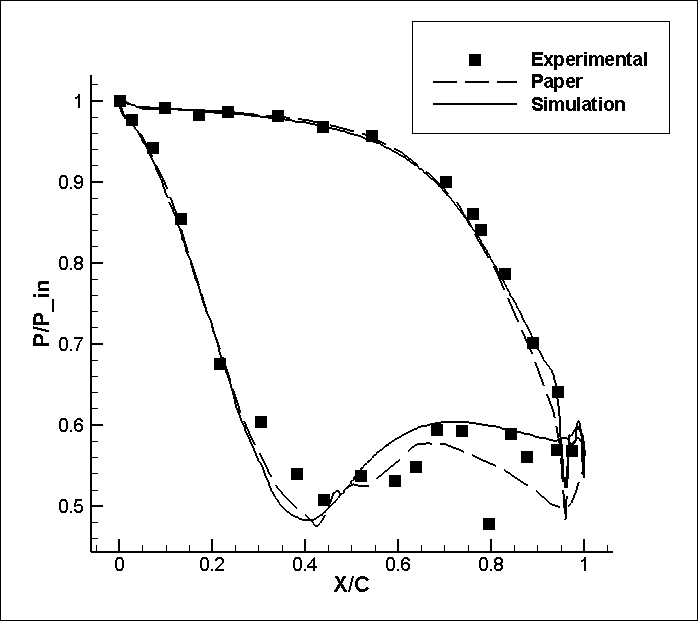 Experimental
Paper
Simulation
1
0.9
0.8
0.7
0.6
0.5
P/P_in
0 0.2 0.4 0.6 0.8 1
X/C